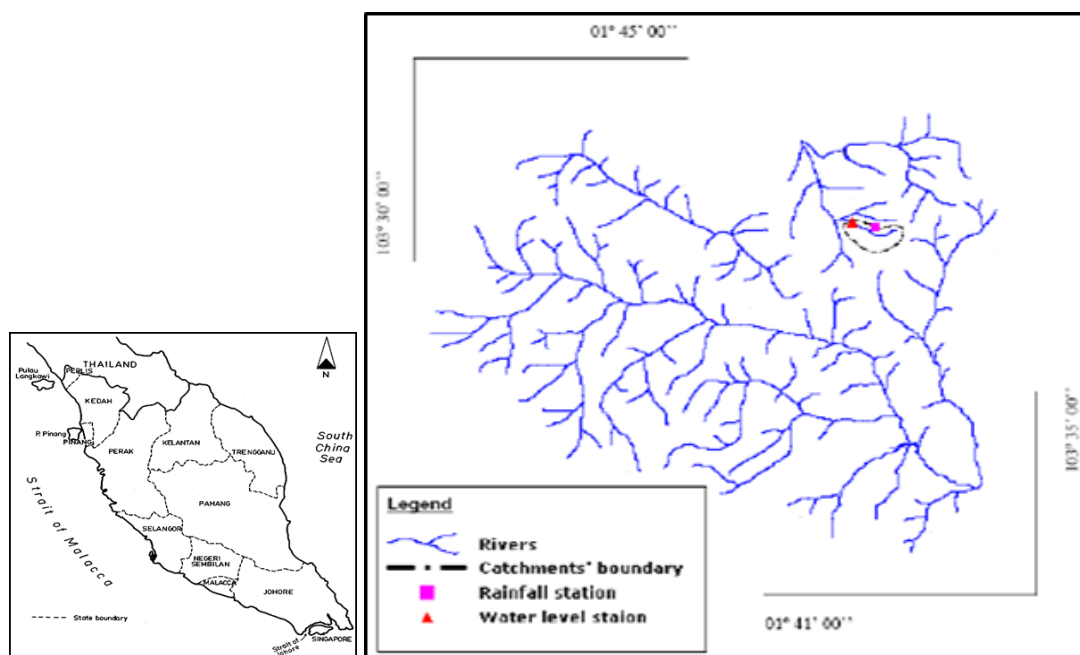 THAILAND
Pulau
Langkawi
PERLIS
N
KEDAH
P. Pinang
PINANG
PERAK
KELANTAN
TRENGGANU
South
China
Sea
PAHANG
Strait of Malacca
SELANGOR
NEGERI
SEMBILAN
MALACCA
JOHORE
State boundary
Strait of
Johore
SINGAPORE
01° 45' 00''
103° 30' 00''
103° 35' 00''
01° 41' 00''
Legend
Rivers
Catchments' boundary
Rainfall station
Water level staion